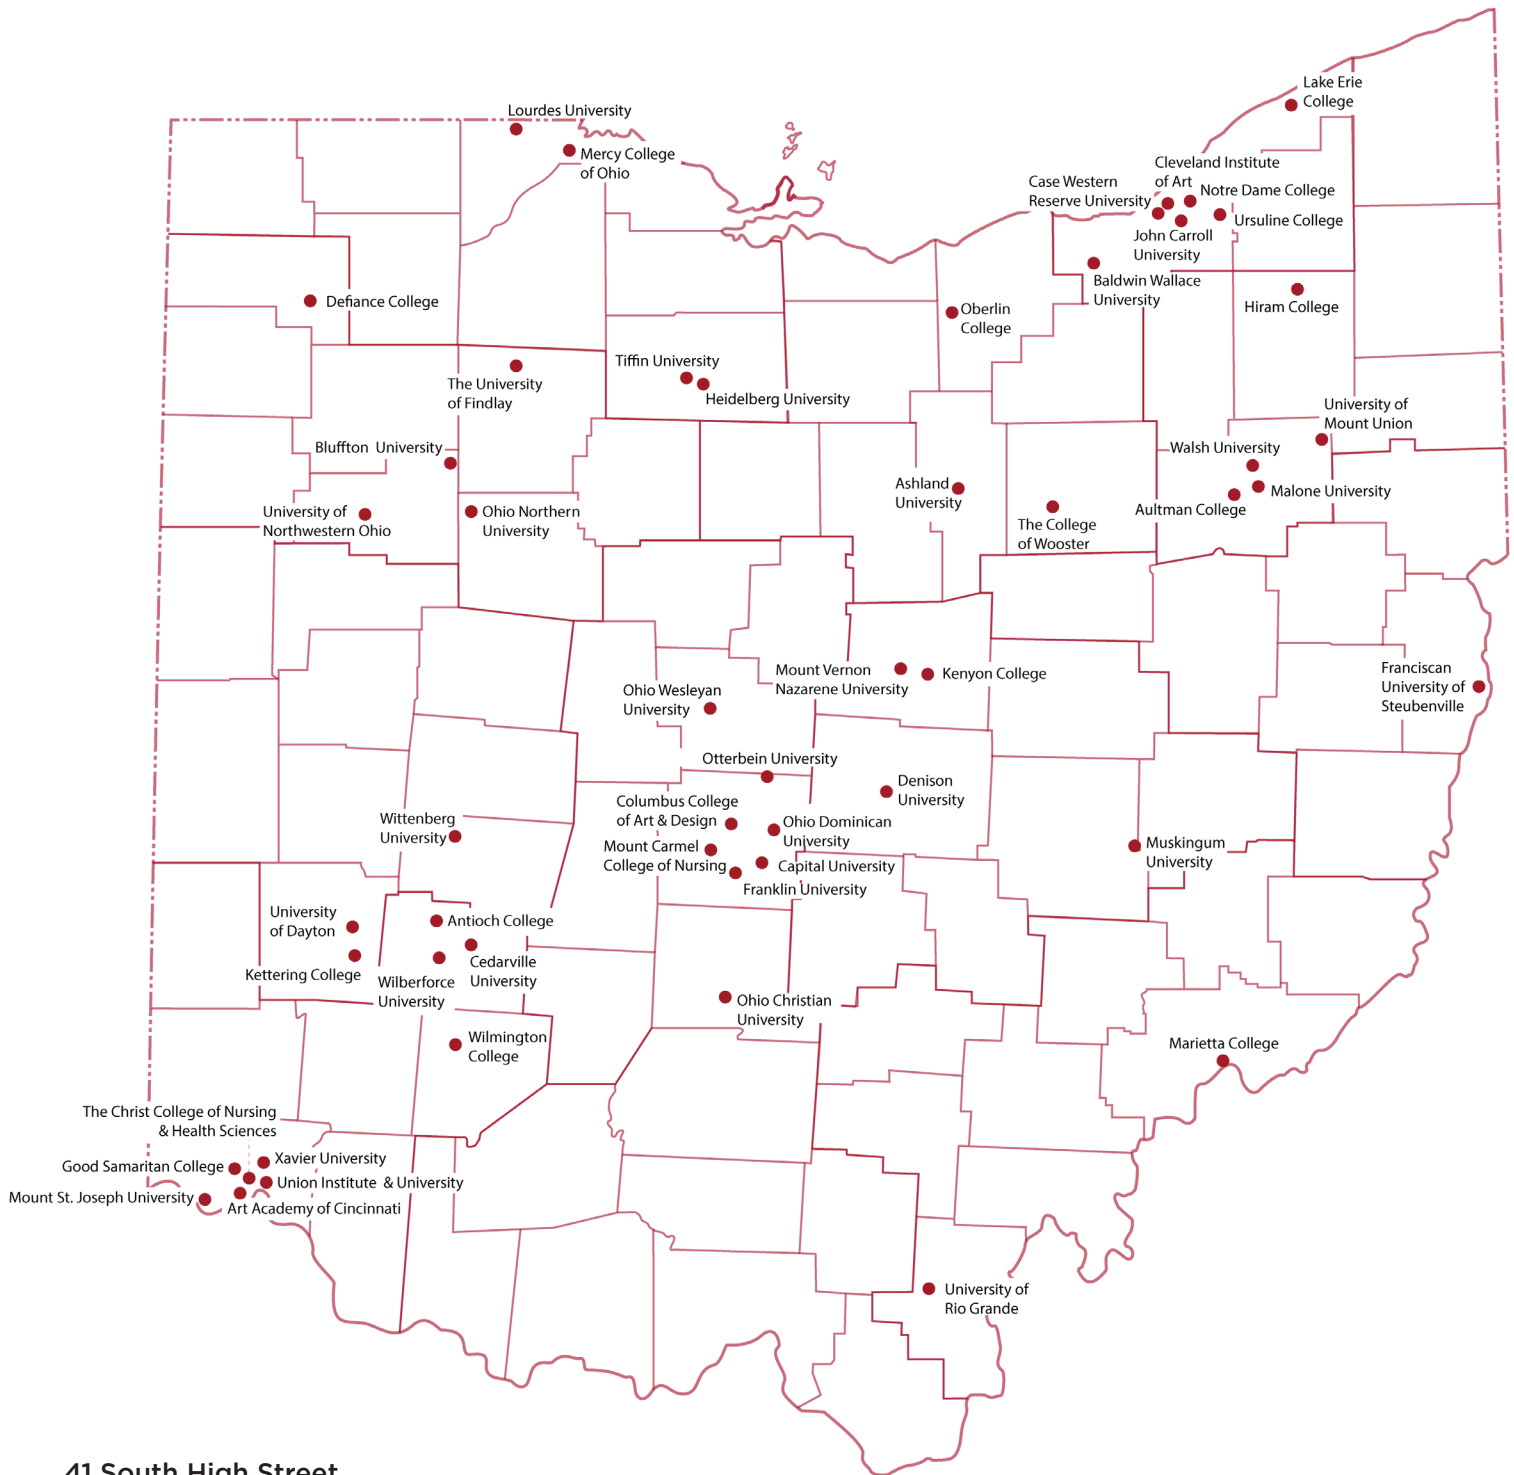 Lake Erie
College
Lourdes University
Mercy College
of Ohio
Cleveland Institute
of Art
Case Western
Reserve University
Notre Dame College
Ursuline College
John Carroll
University
Baldwin Wallace
University
Hiram College
Defiance College
Oberlin
College
Tiffin University
Heidelberg University
The University
of Findlay
University of
Mount Union
Bluffton University
Walsh University
Ashland
University
Malone University
Aultman College
University of
Northwestern Ohio
Ohio Northern
University
The College
of Wooster
Mount Vernon
Nazarene University
Kenyon College
Franciscan
University of
Steubenville
Ohio Wesleyan
University
Otterbein University
Denison
University
Columbus College
of Art & Design
Wittenberg
University
Ohio Dominican
University
Mount Carmel
College of Nursing
Muskingum
University
Capital University
Franklin University
University
of Dayton
Antioch College
Kettering College
Cedarville
University
Wilberforce
University
Ohio Christian
University
Wilmington
College
Marietta College
The Christ College of Nursing
& Health Sciences
Xavier University
Good Samaritan College
Union Institute & University
Mount St. Joseph University
Art Academy of Cincinnati
University of
Rio Grande
41 South High Street